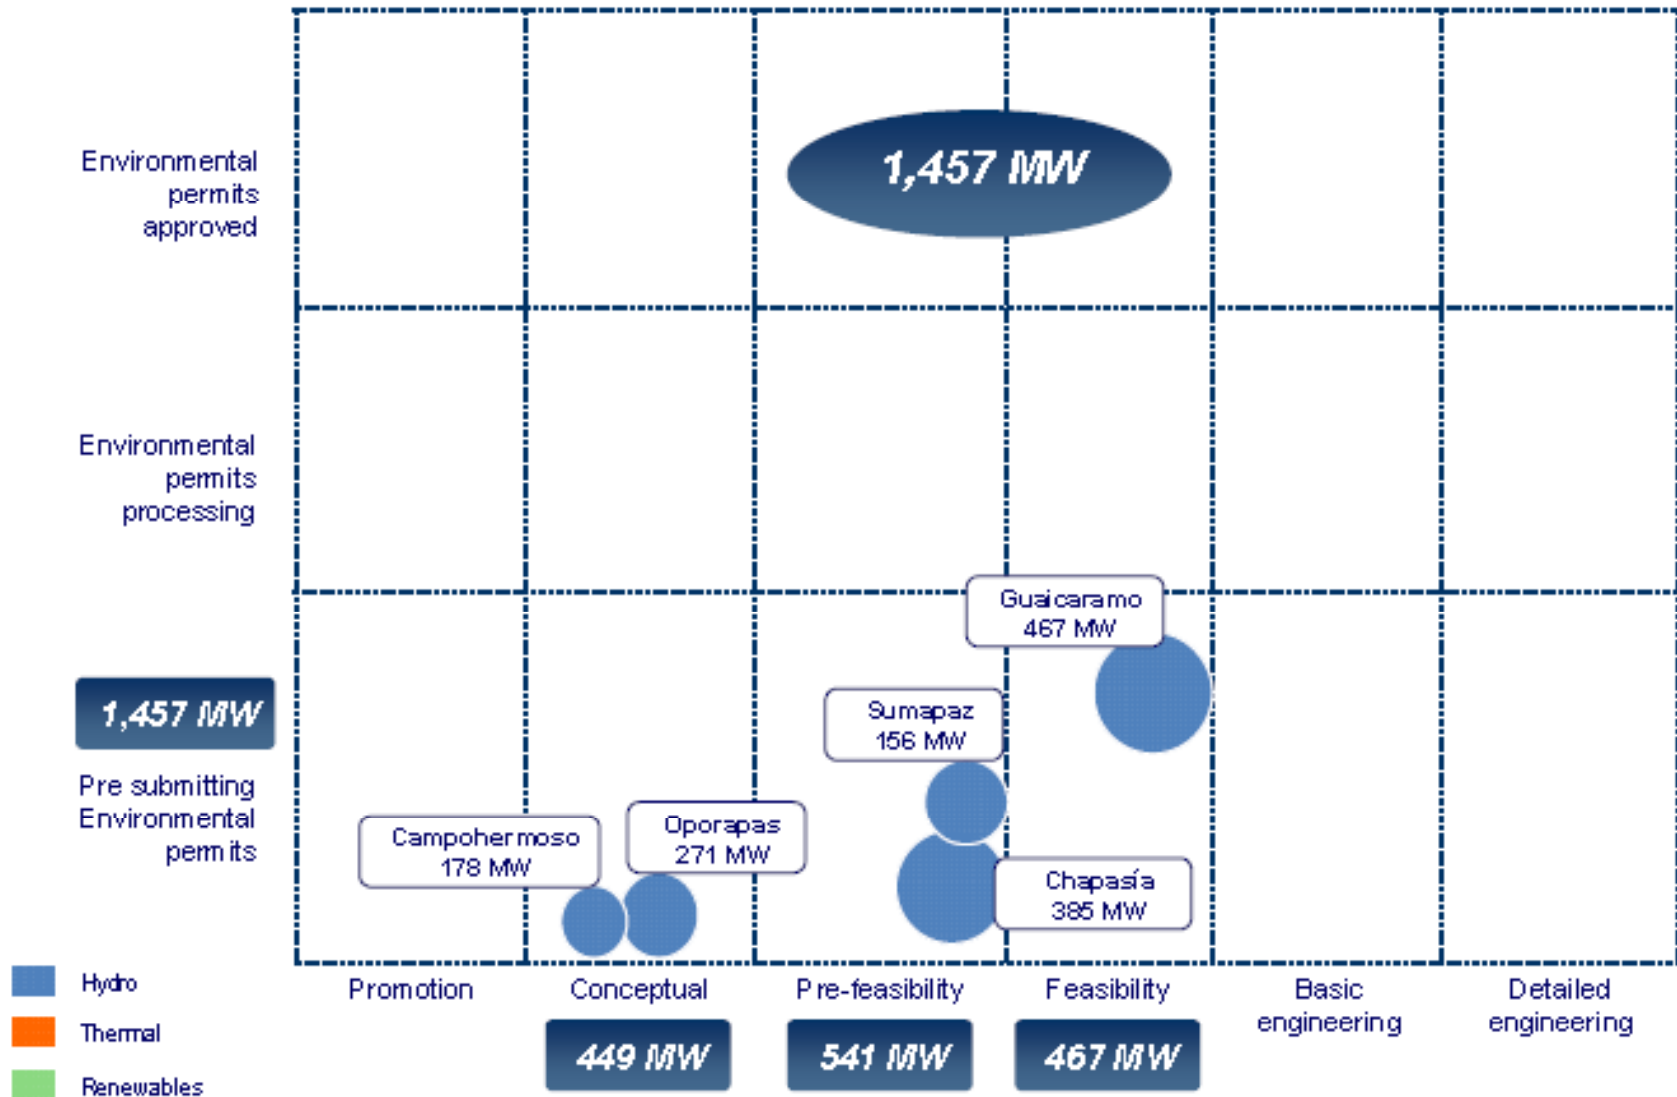 Environmental
permits
approved
1,457 MW
Environmental
permits
processing
Guaicaramo
467 MW
1,457 MW
Sumapaz
156 MW
Pre submitting
Environmental
permits
Campohermoso
178 MW
Oporapas
271 MW
Chapasía
385 MW
Hydro
Thermal
Renewables
Promotion
Conceptual
Pre-feasibility
Feasibility
Basic
engineering
Detailed
engineering
449 MW
541 MW
467 MW